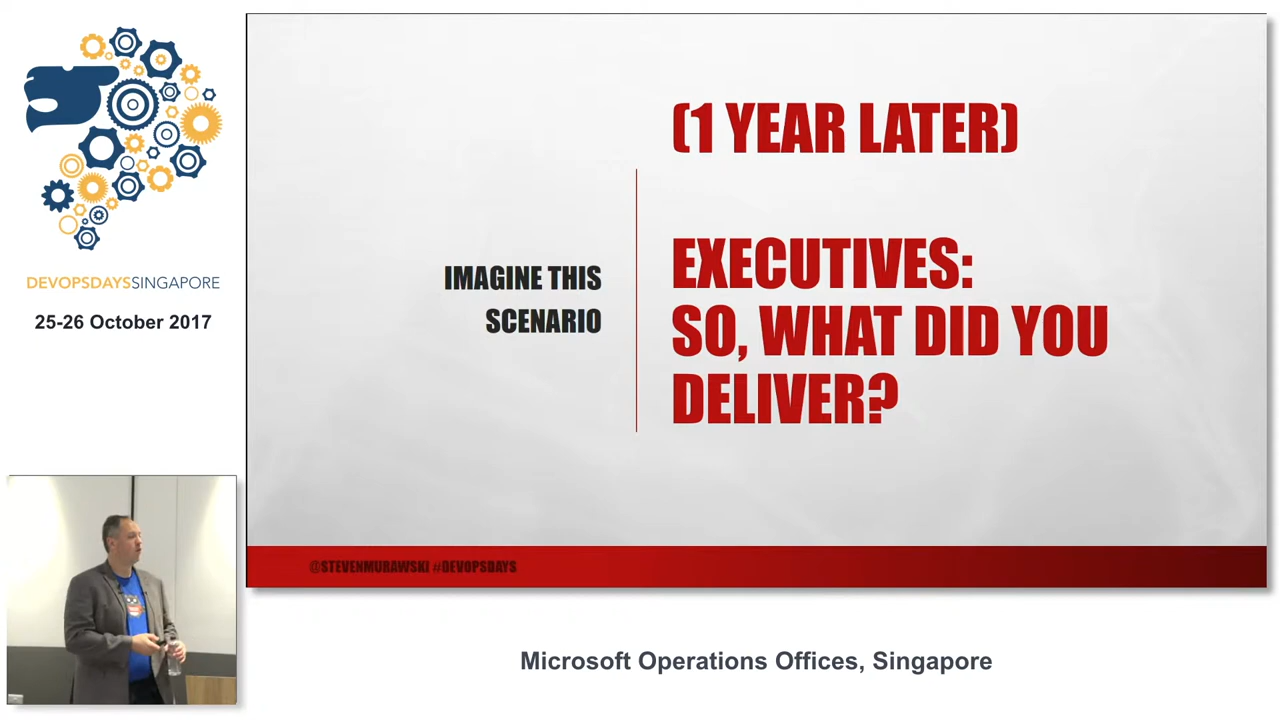 DEVOPSDAYSSINGAPORE
25-26 October 2017
IMAGINE THIS
SCENARIO
(1 YEAR LATER)
EXECUTIVES:
SO, WHAT DID YOU
DELIVER?
@STEVENMURAWSKI #DEVOPSDAYS
Microsoft Operations Offices, Singapore